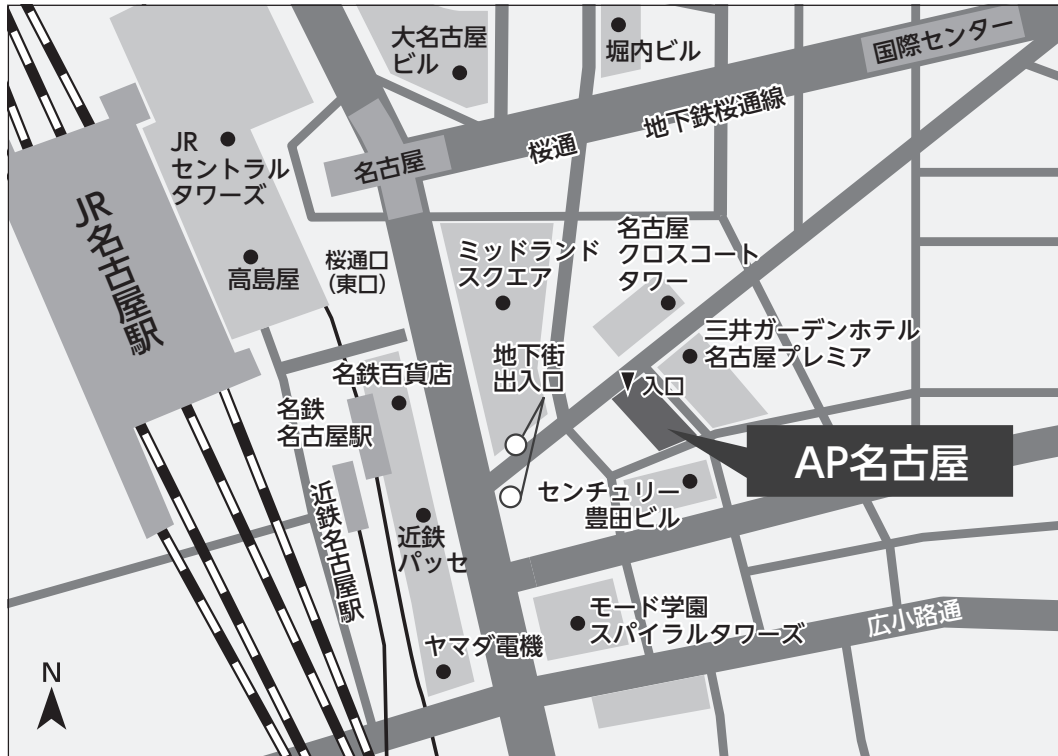 大名古屋
ビル
堀内ビル
国際センター
地下鉄桜通線
桜通
名古屋
JR
セントラル
タワーズ
JR名古屋駅
高島屋
桜通口
（東口）
ミッドランド
スクエア
名古屋
クロスコート
タワー
三井ガーデンホテル
名古屋プレミア
地下街
出入口
入口
名鉄百貨店
名鉄
名古屋駅
AP名古屋
センチュリー
豊田ビル
近鉄名古屋駅
近鉄
パッセ
モード学園
スパイラルタワーズ
広小路通
ヤマダ電機
N